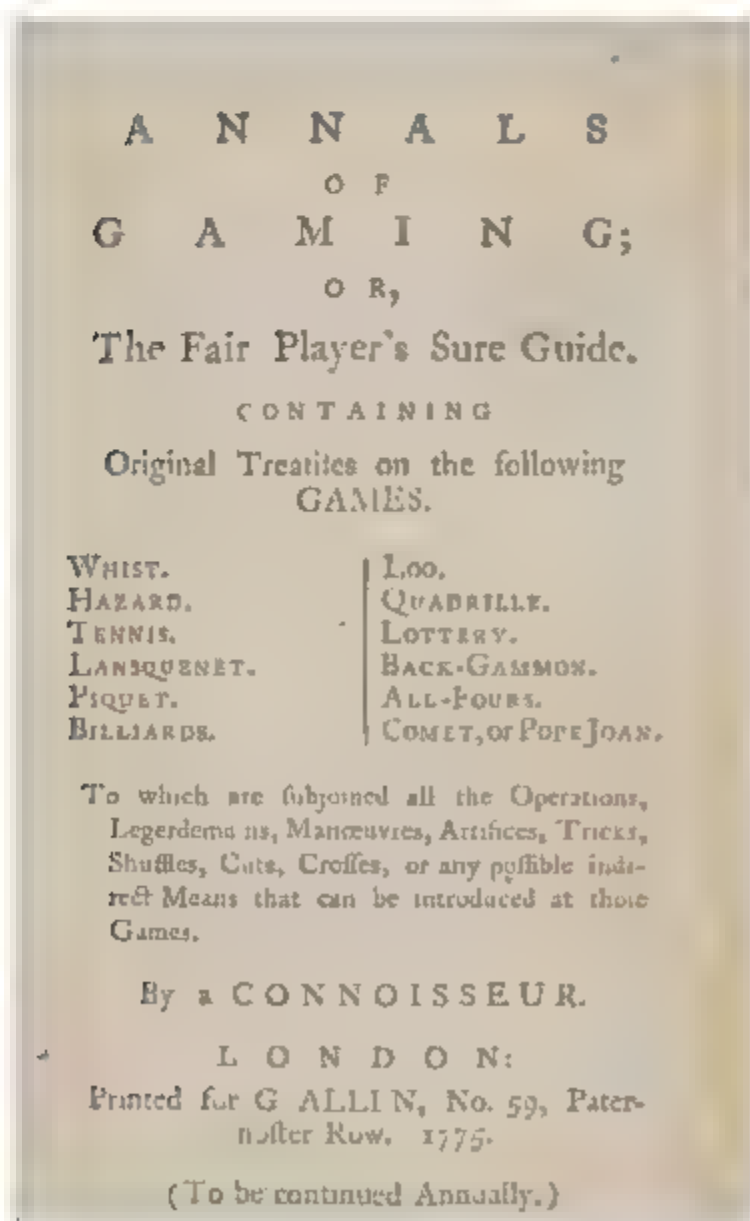 ANNALS
OF
GAMING;
OR,
The Fair Player's Sure Guide.
CONTAINING
Original Treatiſes on the following
GAMES.
WHIST.
HAZARD.
TENNIS.
LANSQUENET.
PIQUET.
BILLIARDS.
LOO.
QUADRILLE.
LOTTERY.
BACK-GAMMON.
ALL-FOURS.
COMET, or POPE JOAN.
To which are ſubjoined all the Operations,
Legerdemains, Manœuvres, Artifices, Tricks,
Shuffles, Cuts, Croſſes, or any poſſible indi-
rect Means that can be introduced at thoſe
Games.
By a CONNOISSEUR.
LONDON:
Printed for G ALLIN, No. 59, Pater-
noſter Row. 1775.
(To be continued Annually.)